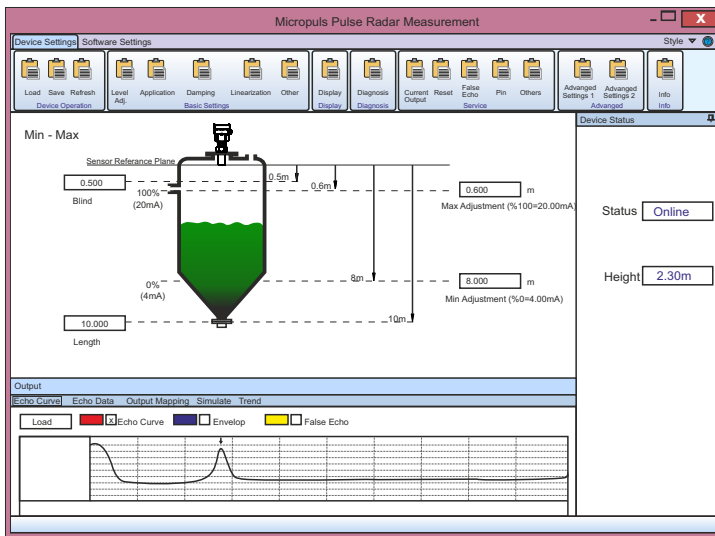 Micropuls Pulse Radar Measurement
X
Device Settings Software Settings Style
Load Save Refresh Level Adj. Application Damping Linearization Other Display Diagnosis Current Output Reset False Echo Pin Others Advanced Settings 1 Advanced Settings 2 Info
Device Operation Basic Settings Display Diagnosis Service Advanced Info
Device Status
Min - Max
Sensor Referance Plane
0.500
Blind
100%
(20mA)
0.5m
0.6m
0.600 m
Max Adjustment (%100=20.00mA)
Status Online
Height 2.30m
0%
(4mA)
8m
8.000 m
Min Adjustment (%0=4.00mA)
10.000
Length
10m
Output
Echo Curve Echo Data Output Mapping Simulate Trend
Load X Echo Curve Envelop False Echo